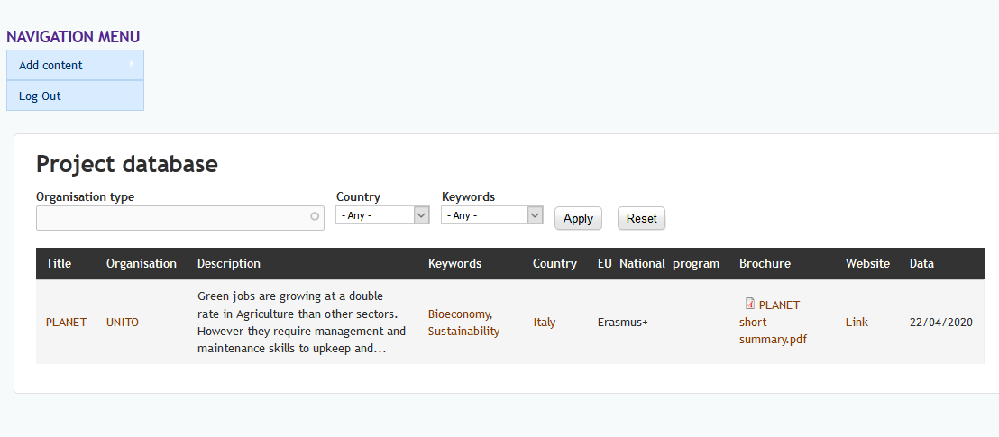 NAVIGATION MENU
Add content
Log Out
Project database
Organisation type
Country
Keywords
- Any -
- Any -
Apply
Reset
Title Organisation Description Keywords Country EU_National_program Brochure Website Data
PLANET
UNITO
Green jobs are growing at a double
rate in Agriculture than other sectors.
However they require management and
maintenance skills to upkeep and...
Bioeconomy,
Sustainability
Italy
Erasmus+
PLANET
short
summary.pdf
Link
22/04/2020